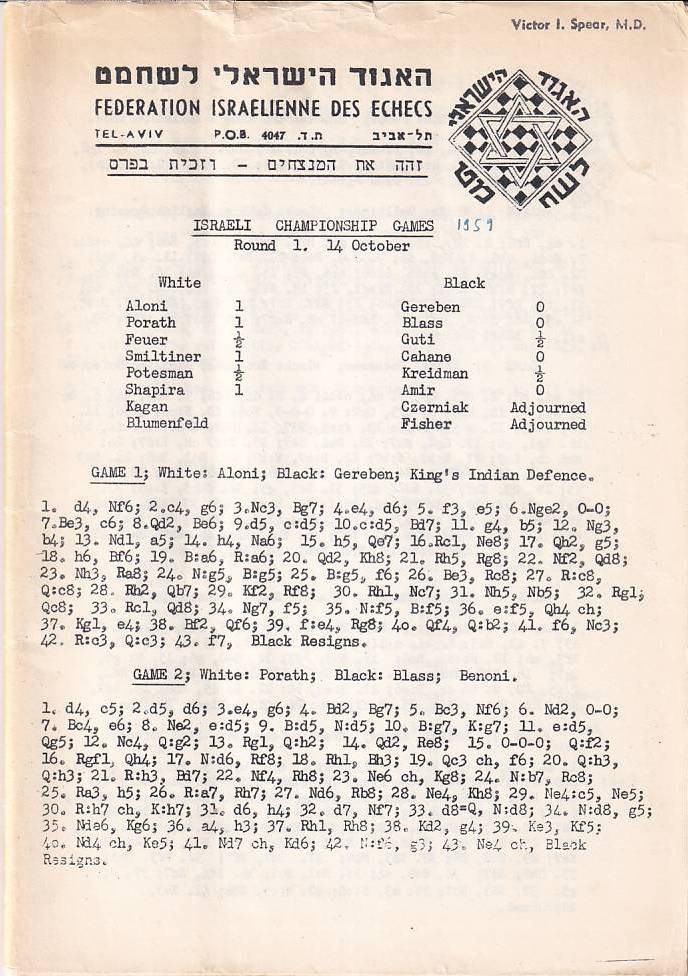 Victor I. Spear, M.D.
האגוד הישראלי לשחמט
FEDERATION ISRAELIENNE DES ECHECS
TEL-AVIV P.O.B. 4047 ת.ד. תל-אביב
זהה את המנצחים - וזכית בפרס
האגוד הישראלי
לשחמט
ISRAELI CHAMPIONSHIP GAMES 1959
Round 1. 14 October
White Black
Aloni 1 Gereben 0
Porath 1 Blass 0
Feuer ½ Guti ½
Smiltiner 1 Cahane 0
Potesman ½ Kreidman ½
Shapira 1 Amir 0
Kagan Czerniak Adjourned
Blumenfeld Fisher Adjourned
GAME 1; White: Aloni; Black: Gereben; King's Indian Defence.
1. d4, Nf6; 2.c4, g6; 3.Nc3, Bg7; 4.e4, d6; 5. f3, e5; 6.Nge2, 0-0;
7.Be3, c6; 8.Qd2, Be6; 9.d5, c:d5; 10.c:d5, Bd7; 11. g4, b5; 12. Ng3,
b4; 13. Nd1, a5; 14. h4, Na6; 15. h5, Qe7; 16.Rc1, Ne8; 17. Qh2, g5;
18. h6, Bf6; 19. B:a6, R:a6; 20. Qd2, Kh8; 21. Rh5, Rg8; 22. Nf2, Qd8;
23. Nh3, Ra8; 24. N:g5, B:g5; 25. B:g5, f6; 26. Be3, Rc8; 27. R:c8,
Q:c8; 28. Rh2, Qb7; 29. Kf2, Rf8; 30. Rh1, Nc7; 31. Nh5, Nb5; 32. Rg1;
Qc8; 33. Rc1, Qd8; 34. Ng7, f5; 35. N:f5, B:f5; 36. e:f5, Qh4 ch;
37. Kg1, e4; 38. Bf2, Qf6; 39. f:e4, Rg8; 4o. Qf4, Q:b2; 41. f6, Nc3;
42. R:c3, Q:c3; 43. f7, Black Resigns.
GAME 2; White: Porath; Black: Blass; Benoni.
1. d4, c5; 2.d5, d6; 3.e4, g6; 4. Bd2, Bg7; 5. Bc3, Nf6; 6. Nd2, 0-0;
7. Bc4, e6; 8. Ne2, e:d5; 9. B:d5, N:d5; 10. B:g7, K:g7; 11. e:d5,
Qg5; 12. Nc4, Q:g2; 13. Rg1, Q:h2; 14. Qd2, Re8; 15. 0-0-0; Q:f2;
16. Rgf1, Qh4; 17. N:d6, Rf8; 18. Rh1, Bh3; 19. Qc3 ch, f6; 20. Q:h3,
Q:h3; 21. R:h3, Bd7; 22. Nf4, Rh8; 23. Ne6 ch, Kg8; 24. N:b7, Rc8;
25. Ra3, h5; 26. R:a7, Rh7; 27. Nd6, Rb8; 28. Ne4, Kh8; 29. Ne4:c5, Ne5;
30. R:h7 ch, K:h7; 31. d6, h4; 32. d7, Nf7; 33. d8=Q, N:d8; 34. N:d8, g5;
35. Nde6, Kg6; 36. a4, h3; 37. Rh1, Rh8; 38. Kd2, g4; 39. Ke3, Kf5;
4o. Nd4 ch, Ke5; 41. Nd7 ch, Kd6; 42. N:f6, g3; 43. Ne4 ch, Black
Resigns.